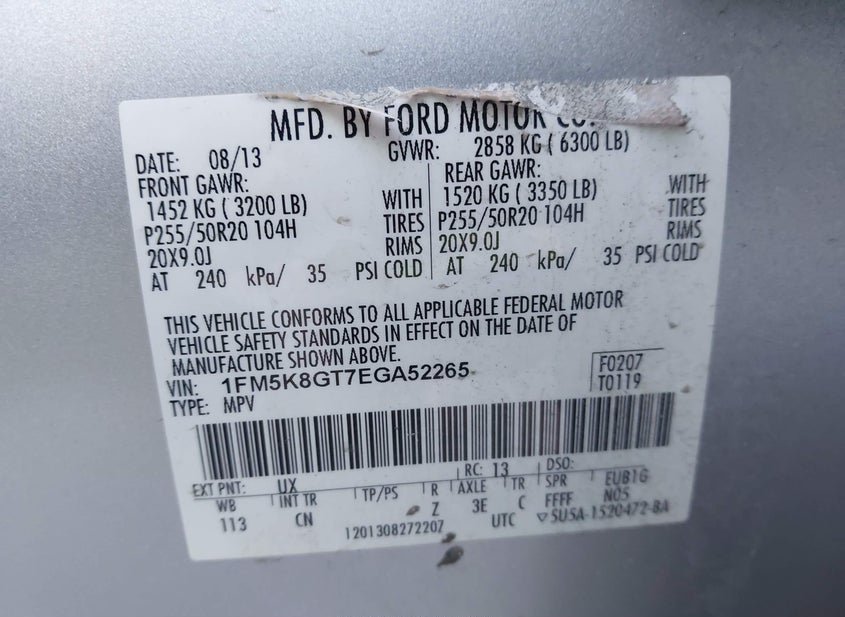 MFD. BY FORD MOTOR CO.
DATE: 08/13 GVWR: 2858 KG ( 6300 LB)
FRONT GAWR: REAR GAWR:
1452 KG ( 3200 LB) WITH 1520 KG ( 3350 LB) WITH
P255/50R20 104H TIRES P255/50R20 104H TIRES
20X9.0J RIMS 20X9.0J RIMS
AT 240 kPa/ 35 PSI COLD AT 240 kPa/ 35 PSI COLD
THIS VEHICLE CONFORMS TO ALL APPLICABLE FEDERAL MOTOR
VEHICLE SAFETY STANDARDS IN EFFECT ON THE DATE OF
MANUFACTURE SHOWN ABOVE.
VIN: 1FM5K8GT7EGA52265 F0207
TYPE: MPV T0119
EXT PNT: UX RC: 13 DSO:
WB INT TR TP/PS R AXLE TR SPR EUB1G
113 CN Z 3E C FFFF N05
1201308272207 UTC ▽5U5A-1520472-BA